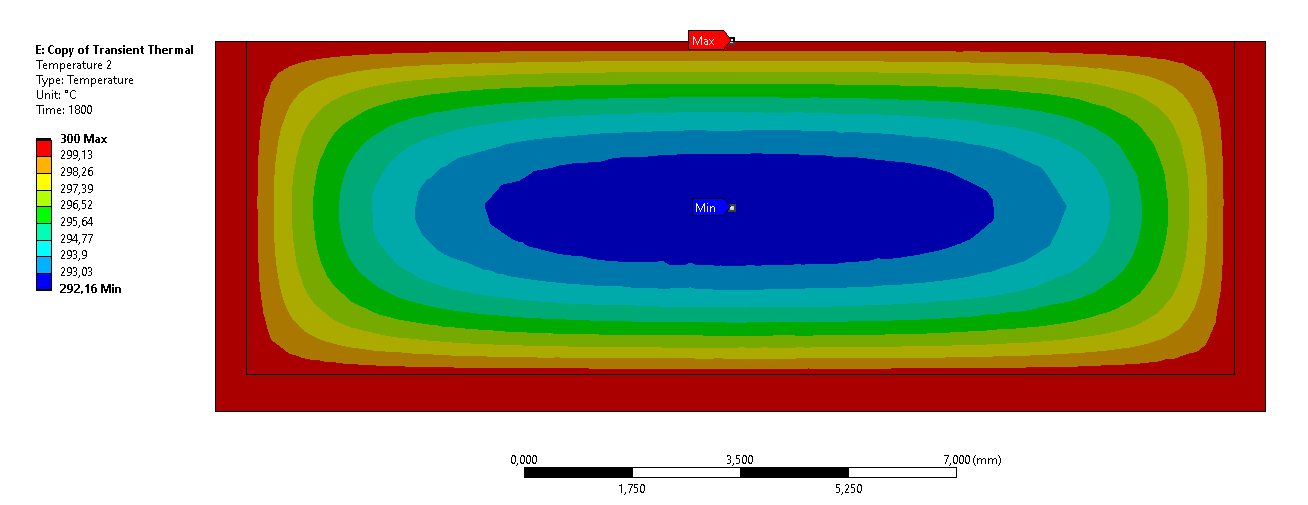 E: Copy of Transient Thermal
Temperature 2
Type: Temperature
Unit: °C
Time: 1800
300 Max
299,13
298,26
297,39
296,52
295,64
294,77
293,9
293,03
292,16 Min
Max
Min
0,000
3,500
7,000 (mm)
1,750
5,250